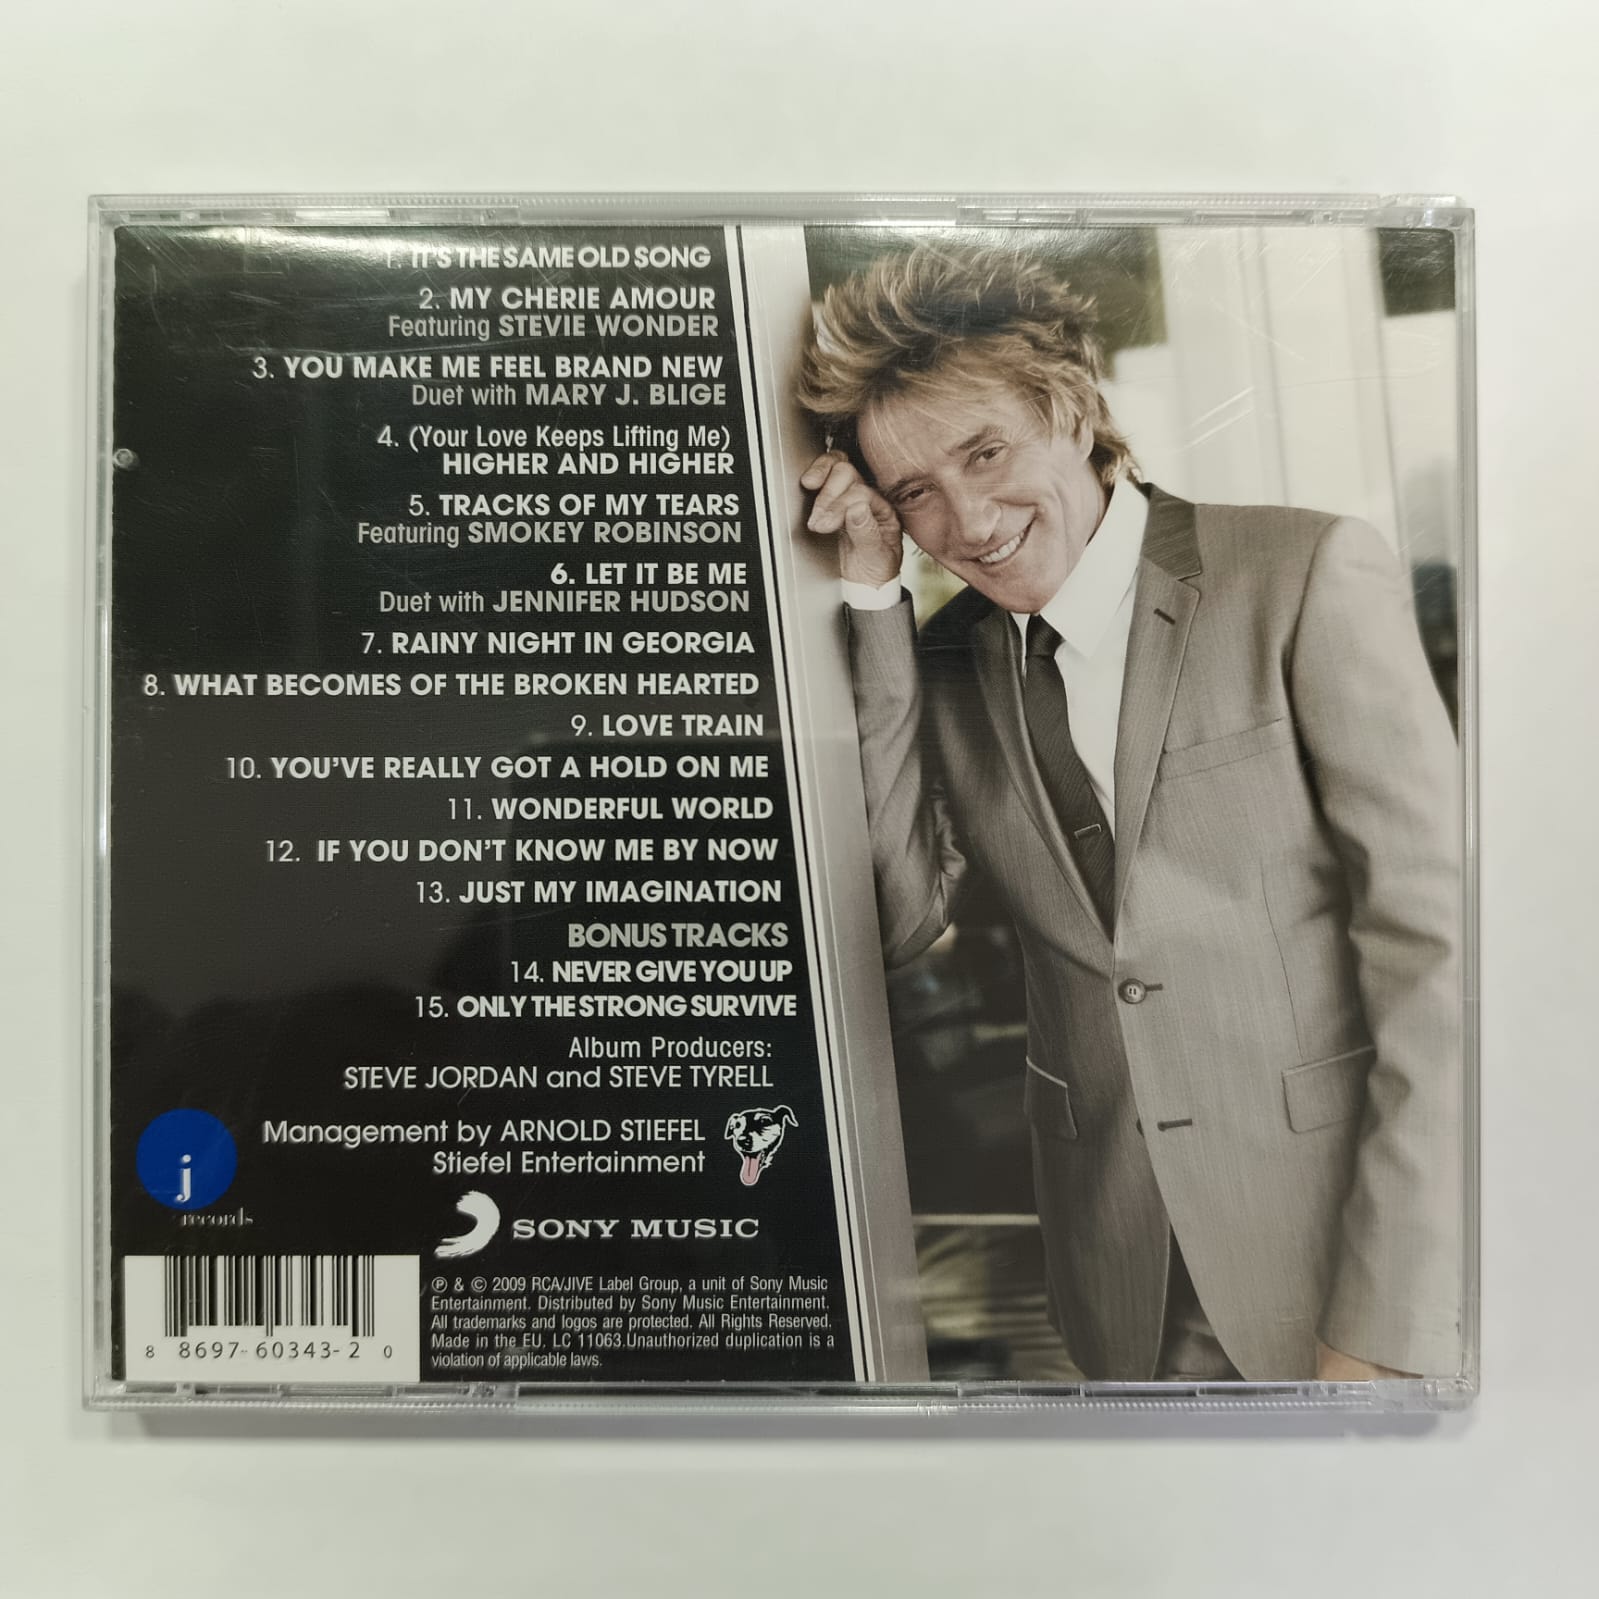 1. IT'S THE SAME OLD SONG
2. MY CHERIE AMOUR
Featuring STEVIE WONDER
3. YOU MAKE ME FEEL BRAND NEW
Duet with MARY J. BLIGE
4. (Your Love Keeps Lifting Me)
HIGHER AND HIGHER
5. TRACKS OF MY TEARS
Featuring SMOKEY ROBINSON
6. LET IT BE ME
Duet with JENNIFER HUDSON
7. RAINY NIGHT IN GEORGIA
8. WHAT BECOMES OF THE BROKEN HEARTED
9. LOVE TRAIN
10. YOU'VE REALLY GOT A HOLD ON ME
11. WONDERFUL WORLD
12. IF YOU DON'T KNOW ME BY NOW
13. JUST MY IMAGINATION
BONUS TRACKS
14. NEVER GIVE YOU UP
15. ONLY THE STRONG SURVIVE
Album Producers:
STEVE JORDAN and STEVE TYRELL
Management by ARNOLD STIEFEL
Stiefel Entertainment
j
records
SONY MUSIC
℗ & © 2009 RCA/JIVE Label Group, a unit of Sony Music
Entertainment. Distributed by Sony Music Entertainment.
All trademarks and logos are protected. All Rights Reserved.
Made in the EU. LC 11063.Unauthorized duplication is a
violation of applicable laws.
8 8697-60343-2 0